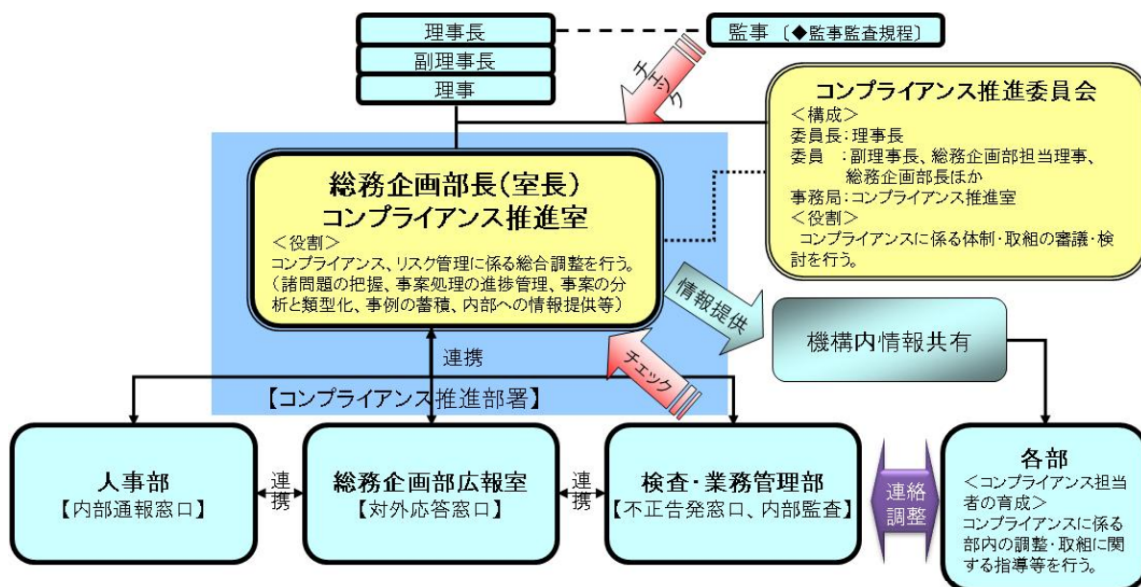 理事長
副理事長
理事
監事〔◆監事監査規程〕
チェック
コンプライアンス推進委員会
＜構成＞
委員長：理事長
委員　：副理事長、総務企画部担当理事、
総務企画部長ほか
事務局：コンプライアンス推進室
＜役割＞
コンプライアンスに係る体制・取組の審議・検
討を行う。
総務企画部長（室長）
コンプライアンス推進室
＜役割＞
コンプライアンス、リスク管理に係る総合調整を行う。
（諸問題の把握、事案処理の進捗管理、事案の分
析と類型化、事例の蓄積、内部への情報提供等）
情報提供
機構内情報共有
チェック
連携
【コンプライアンス推進部署】
人事部
【内部通報窓口】
連携
総務企画部広報室
【対外応答窓口】
連携
検査・業務管理部
【不正告発窓口、内部監査】
連絡
調整
各部
＜コンプライアンス担当
者の育成＞
コンプライアンスに係る
部内の調整・取組に関
する指導等を行う。